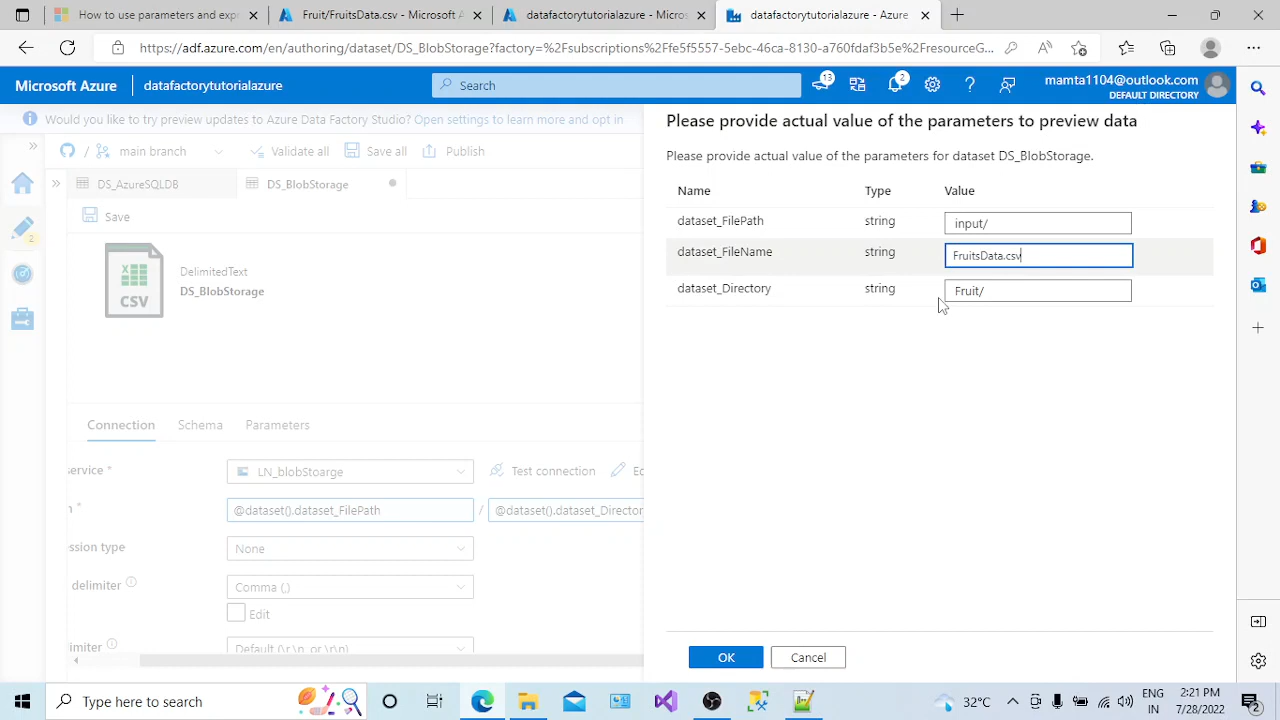 How to use parameters and exp
Fruit/FruitsData.csv - Microsoft A
datafactorytutorialazure - Micros
datafactorytutorialazure - Azure
https://adf.azure.com/en/authoring/dataset/DS_BlobStorage?factory=%2Fsubscriptions%2Ffe5f5557-5ebc-46ca-8130-a760fdaf3b5e%2FresourceG...
Microsoft Azure
datafactorytutorialazure
Search
13
2
mamta1104@outlook.com
DEFAULT DIRECTORY
Would you like to try preview updates to Azure Data Factory Studio? Open settings to learn more and opt in
Please provide actual value of the parameters to preview data
main branch
Validate all
Save all
Publish
Please provide actual value of the parameters for dataset DS_BlobStorage.
DS_AzureSQLDB
DS_BlobStorage
Name
Type
Value
Save
dataset_FilePath
string
input/
dataset_FileName
string
FruitsData.csv
DelimitedText
DS_BlobStorage
CSV
dataset_Directory
string
Fruit/
Connection
Schema
Parameters
service *
LN_blobStoarge
Test connection
@dataset().dataset_FilePath
/
@dataset().dataset_Director
ssion type
None
delimiter
Comma (,)
Edit
limiter
Default (\r,\n, or \r\n)
OK
Cancel
Type here to search
32°C
ENG
IN
2:21 PM
7/28/2022
2